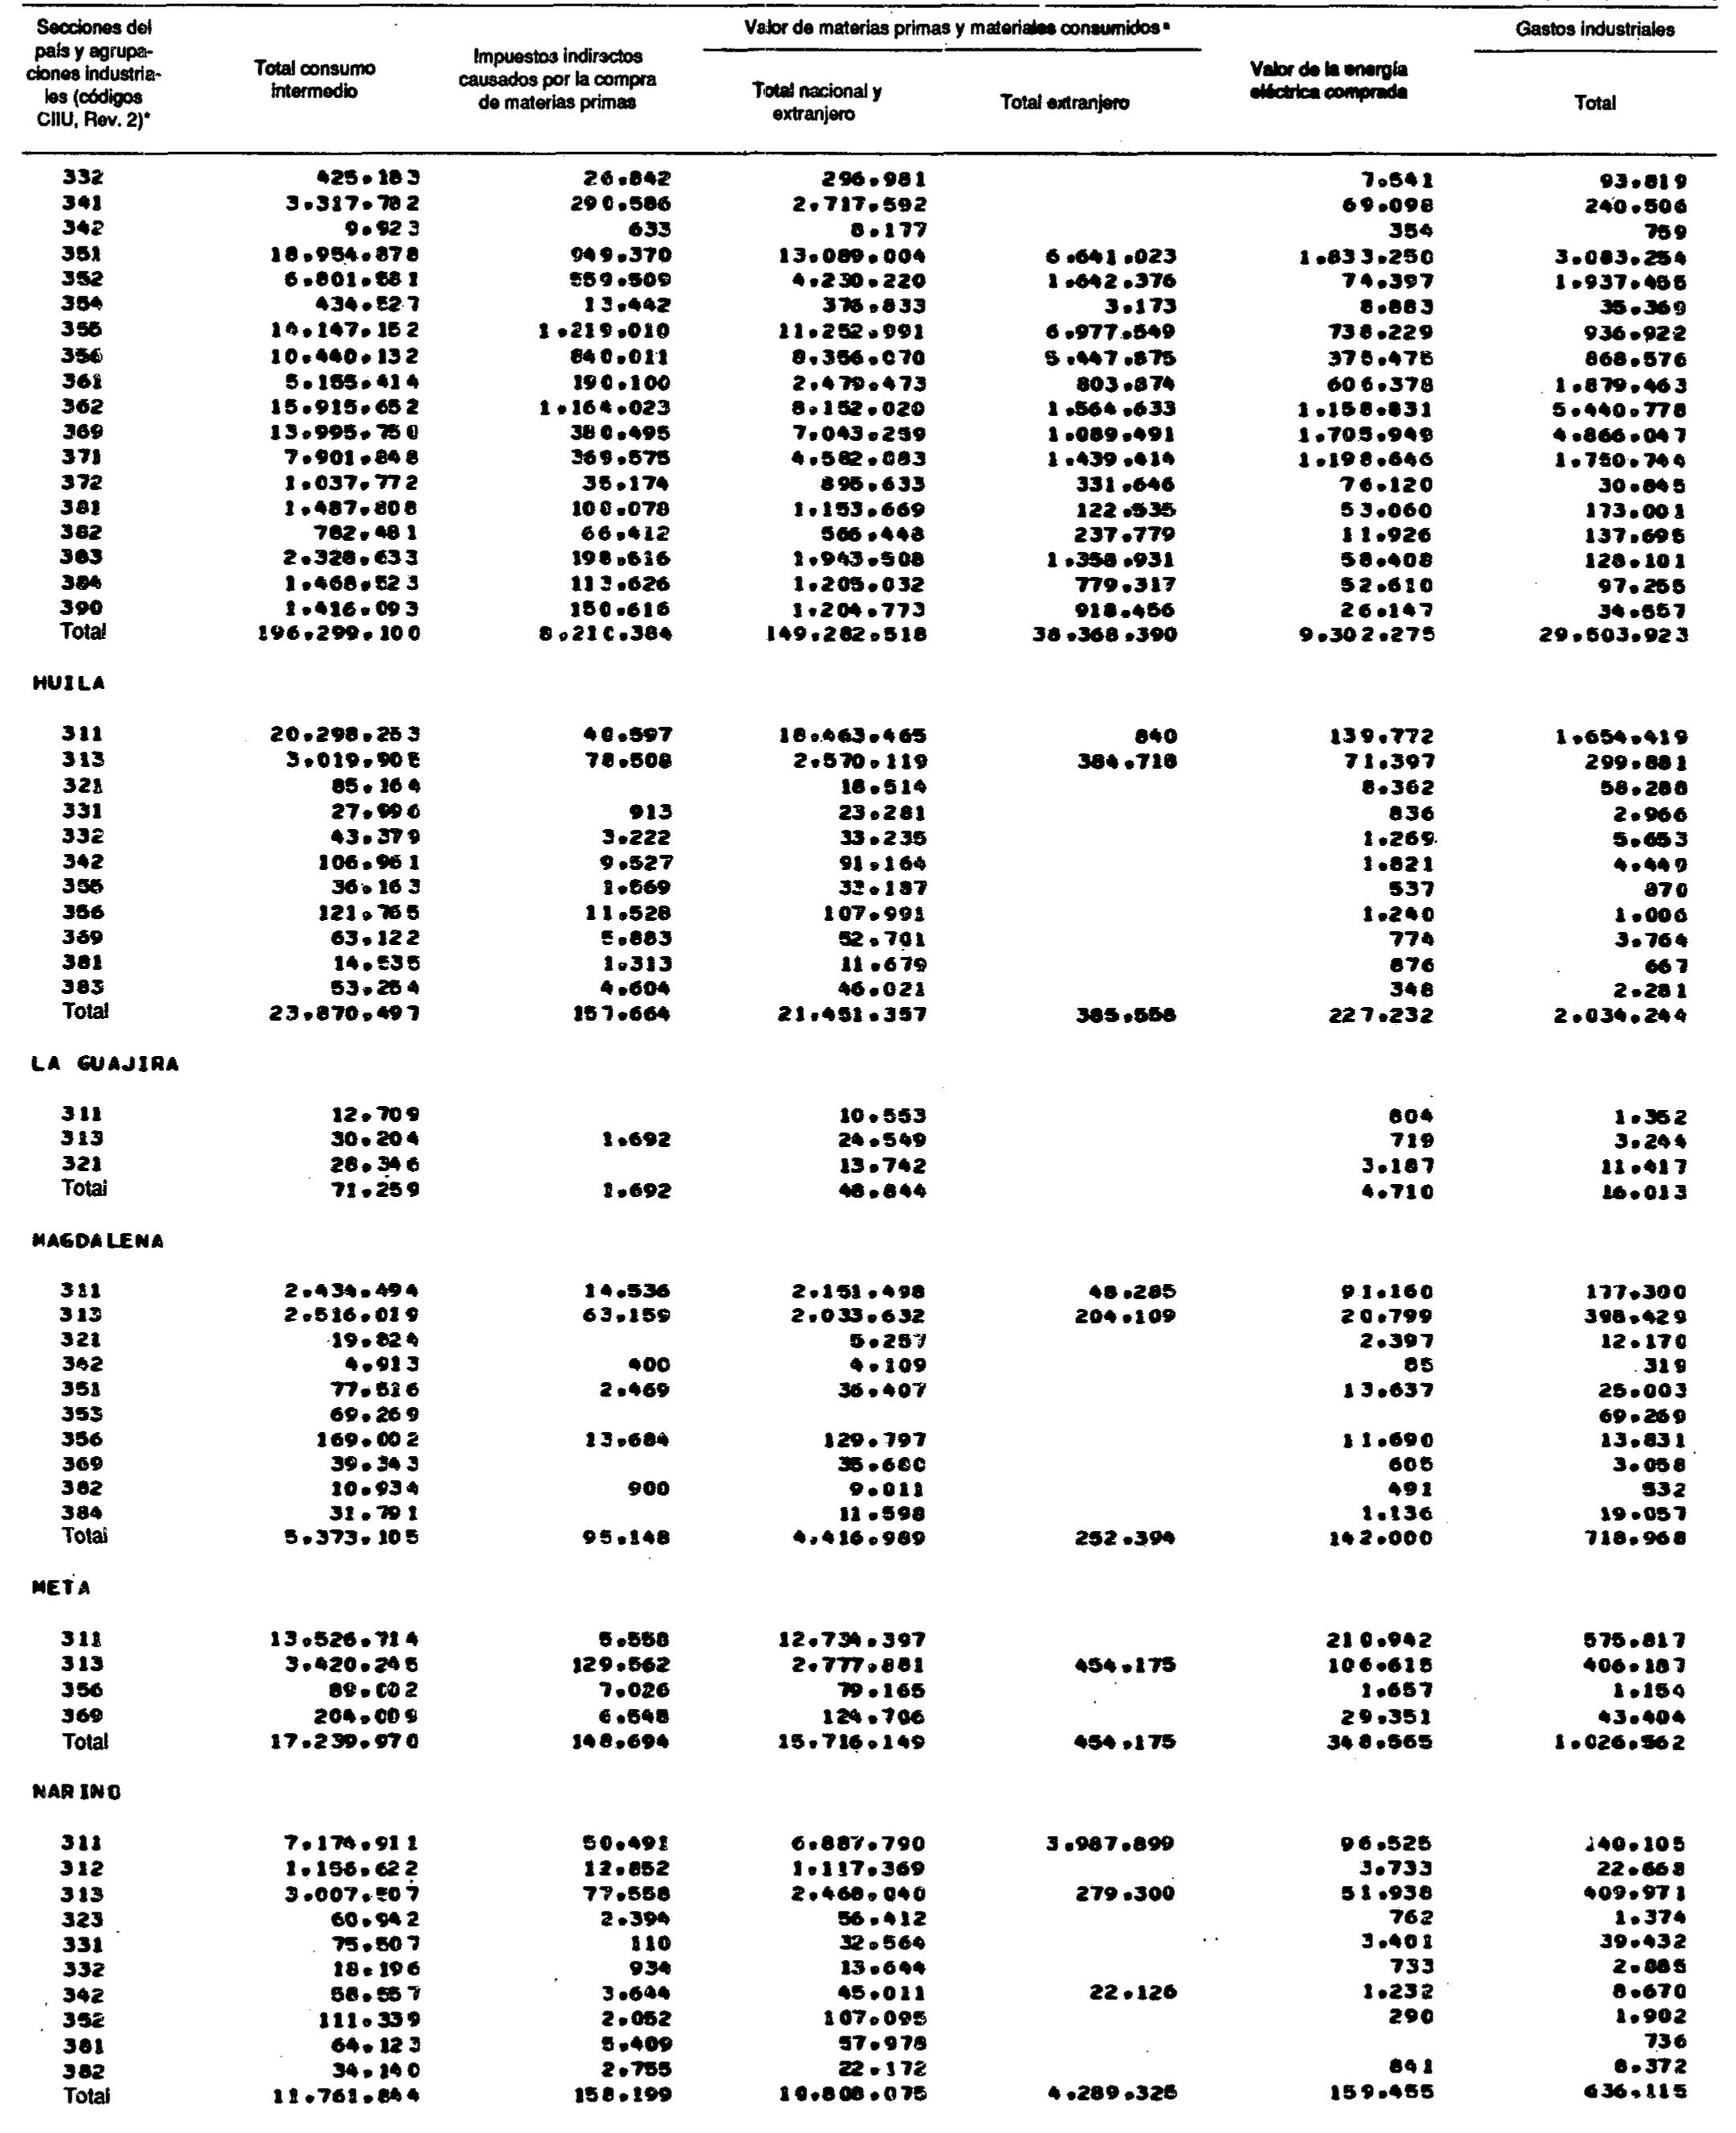 Secciones del país y agrupaciones industriales (códigos CIIU, Rev. 2)* Total consumo intermedio Impuestos indirectos causados por la compra de materias primas Valor de materias primas y materiales consumidosª Valor de la energía eléctrica comprada Gastos industriales
Total nacional y extranjero Total extranjero Total
332 425.183 26.842 296.981 7.541 93.819
341 3.317.782 290.586 2.717.592 69.098 240.506
342 9.923 633 8.177 354 759
351 18.954.878 949.370 13.089.004 6.641.023 1.833.250 3.083.254
352 6.801.581 559.509 4.230.220 1.642.376 74.397 1.937.455
354 434.527 13.442 376.833 3.173 8.883 35.369
355 14.147.152 1.219.010 11.252.991 6.977.549 738.229 936.922
356 10.440.132 840.011 8.356.070 5.447.875 375.475 868.576
361 5.155.414 190.100 2.479.473 803.874 606.378 1.879.463
362 15.915.652 1.164.023 8.152.020 1.564.633 1.158.831 5.440.778
369 13.995.750 380.495 7.043.259 1.089.491 1.705.949 4.866.047
371 7.901.848 369.575 4.582.083 1.439.414 1.198.646 1.750.744
372 1.037.772 35.174 895.633 331.646 76.120 30.845
381 1.487.808 108.078 1.153.669 122.535 53.060 173.001
382 782.481 66.412 566.448 237.779 11.926 137.695
383 2.328.633 198.616 1.943.508 1.358.931 58.408 128.101
384 1.468.523 113.626 1.205.032 779.317 52.610 97.255
390 1.416.093 150.616 1.204.773 918.456 26.147 34.557
Total 196.299.100 8.210.384 149.282.518 38.368.390 9.302.275 29.503.923
HUILA
311 20.298.253 40.597 18.463.465 840 139.772 1.654.419
313 3.019.905 78.508 2.570.119 384.718 71.397 299.881
321 85.164 18.514 8.362 58.288
331 27.996 913 23.281 836 2.966
332 43.379 3.222 33.235 1.269 5.653
342 106.961 9.527 91.164 1.821 4.449
355 36.163 1.569 33.187 537 870
356 121.765 11.528 107.991 1.240 1.006
369 63.122 5.883 52.701 774 3.764
381 14.535 1.313 11.679 876 667
383 53.254 4.604 46.021 348 2.281
Total 23.870.497 157.664 21.451.357 385.558 227.232 2.034.244
LA GUAJIRA
311 12.709 10.553 804 1.352
313 30.204 1.692 24.549 719 3.244
321 28.346 13.742 3.187 11.417
Total 71.259 1.692 48.844 4.710 16.013
MAGDALENA
311 2.434.494 14.536 2.151.498 48.285 91.160 177.300
313 2.516.019 63.159 2.033.632 204.109 20.799 398.429
321 19.824 5.257 2.397 12.170
342 4.913 400 4.109 85 319
351 77.516 2.469 36.407 13.637 25.003
353 69.269 69.269
356 169.002 13.684 129.797 11.690 13.831
369 39.343 35.680 605 3.058
382 10.934 900 9.011 491 532
384 31.791 11.598 1.136 19.057
Total 5.373.105 95.148 4.416.989 252.394 142.000 718.968
META
311 13.526.714 5.558 12.734.397 210.942 575.817
313 3.420.245 129.562 2.777.881 454.175 106.615 406.187
356 89.002 7.026 79.165 1.657 1.154
369 204.009 6.548 124.706 29.351 43.404
Total 17.239.970 148.694 15.716.149 454.175 348.565 1.026.562
NARINO
311 7.174.911 50.491 6.887.790 3.987.899 96.525 140.105
312 1.156.622 12.852 1.117.369 3.733 22.668
313 3.007.507 77.558 2.468.040 279.300 51.938 409.971
323 60.942 2.394 56.412 762 1.374
331 75.507 110 32.564 3.401 39.432
332 18.196 934 13.644 733 2.885
342 58.557 3.644 45.011 22.126 1.232 8.670
352 111.339 2.052 107.095 290 1.902
381 64.123 5.409 57.978 736
382 34.140 2.755 22.172 841 8.372
Total 11.761.844 158.199 10.808.075 4.289.325 159.455 636.115